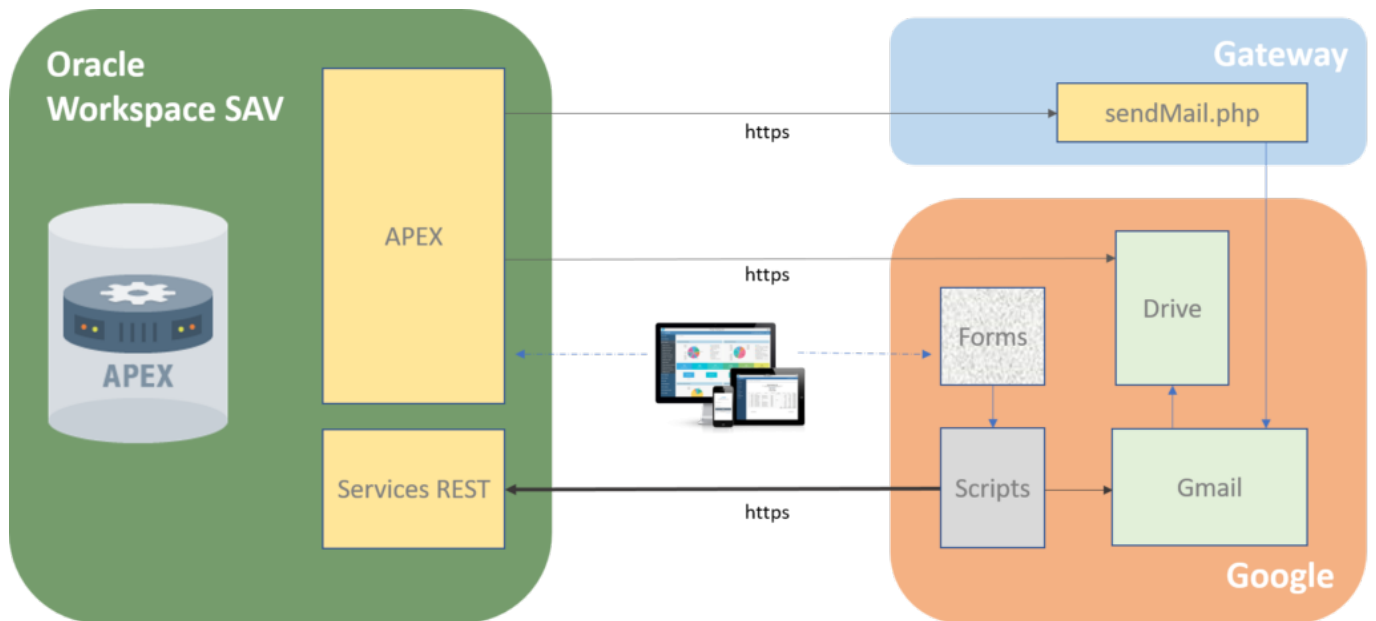 Oracle
Workspace SAV
Gateway
sendMail.php
https
APEX
https
Drive
Forms
APEX
Services REST
Scripts
Gmail
https
Google